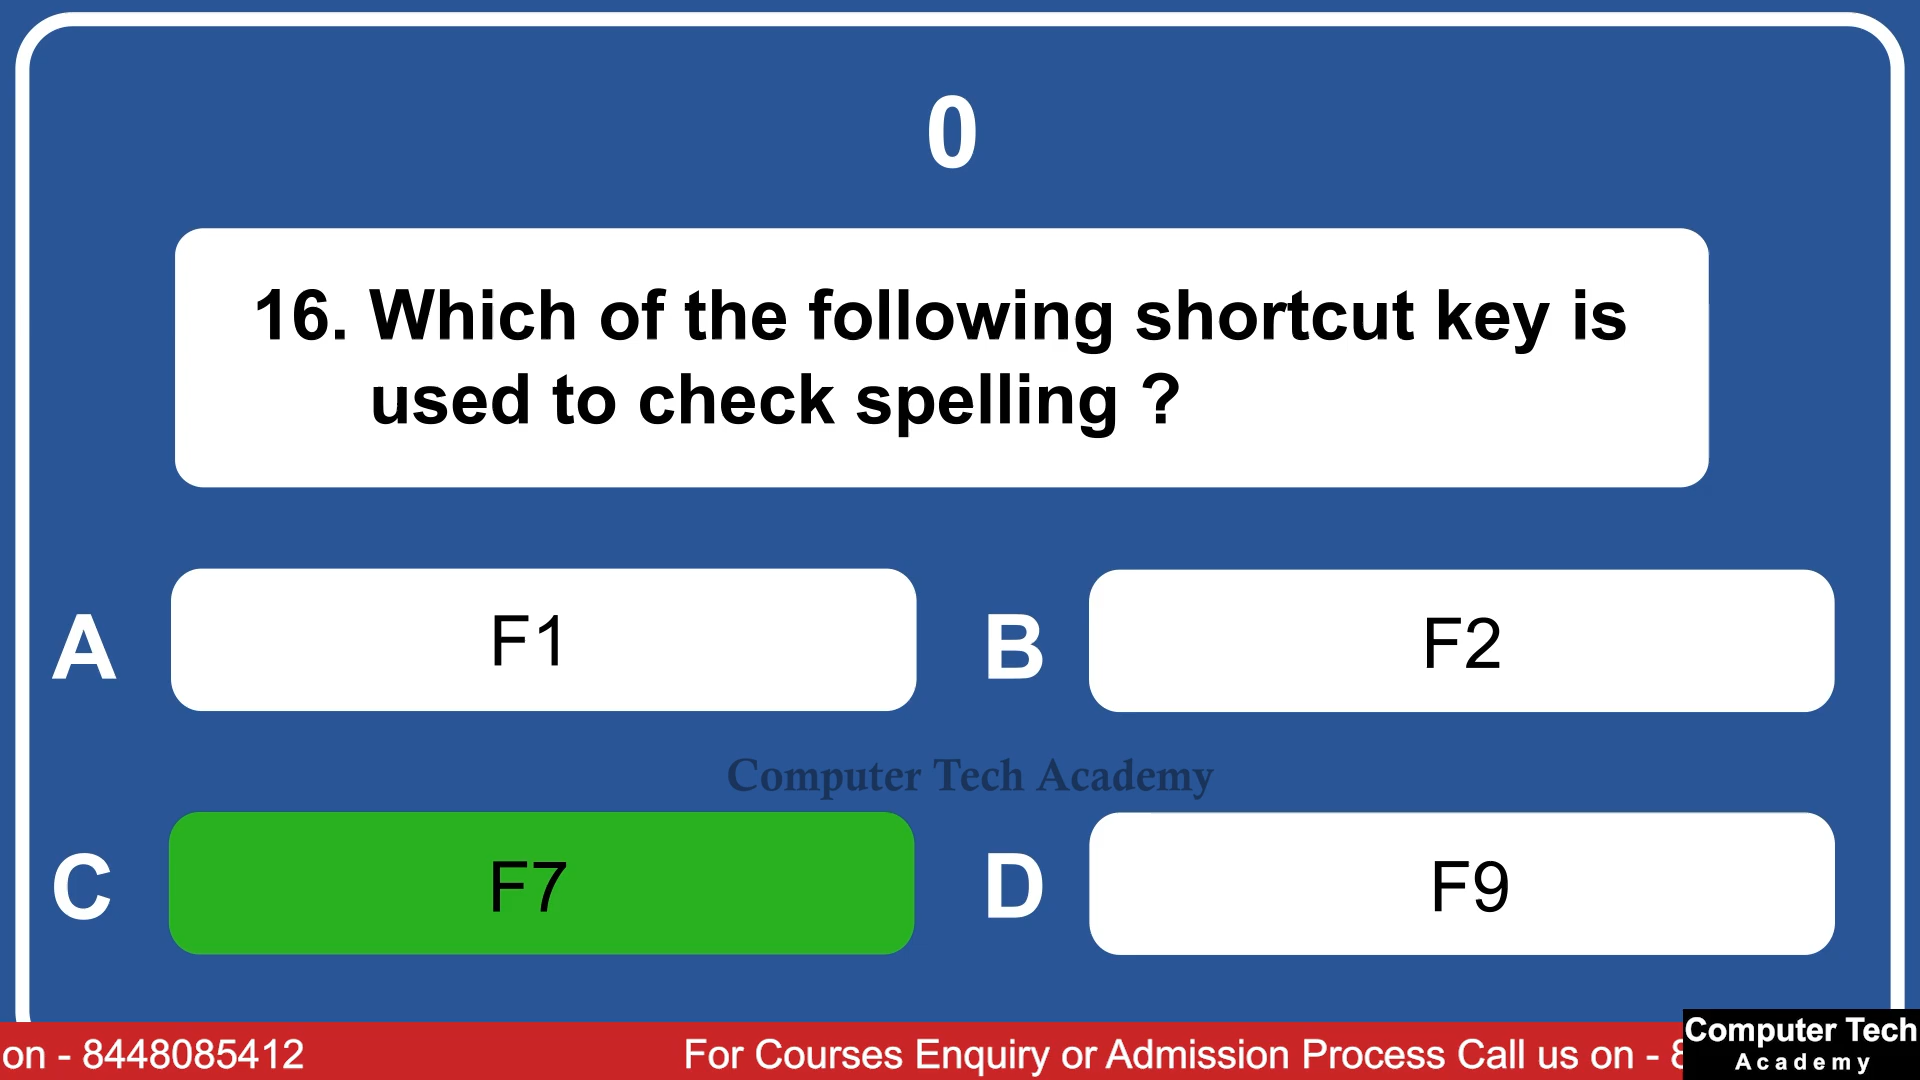 0
16. Which of the following shortcut key is
used to check spelling ?
A
F1
B
F2
Computer Tech Academy
C
F7
D
F9
on - 8448085412
For Courses Enquiry or Admission Process Call us on -
Computer Tech
Academy